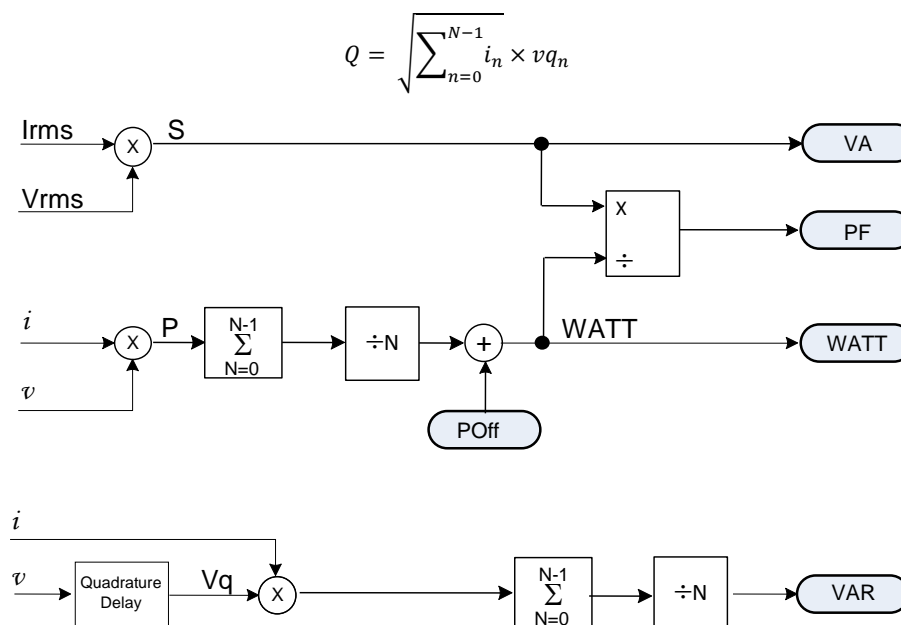 Q = √∑_{n=0}^{N−1} i_n × vq_n
Irms
X
S
VA
Vrms
X
÷
PF
i
v
X
P
N-1
Σ
N=0
÷N
+
WATT
WATT
POff
i
v
Quadrature
Delay
Vq
X
N-1
Σ
N=0
÷N
VAR